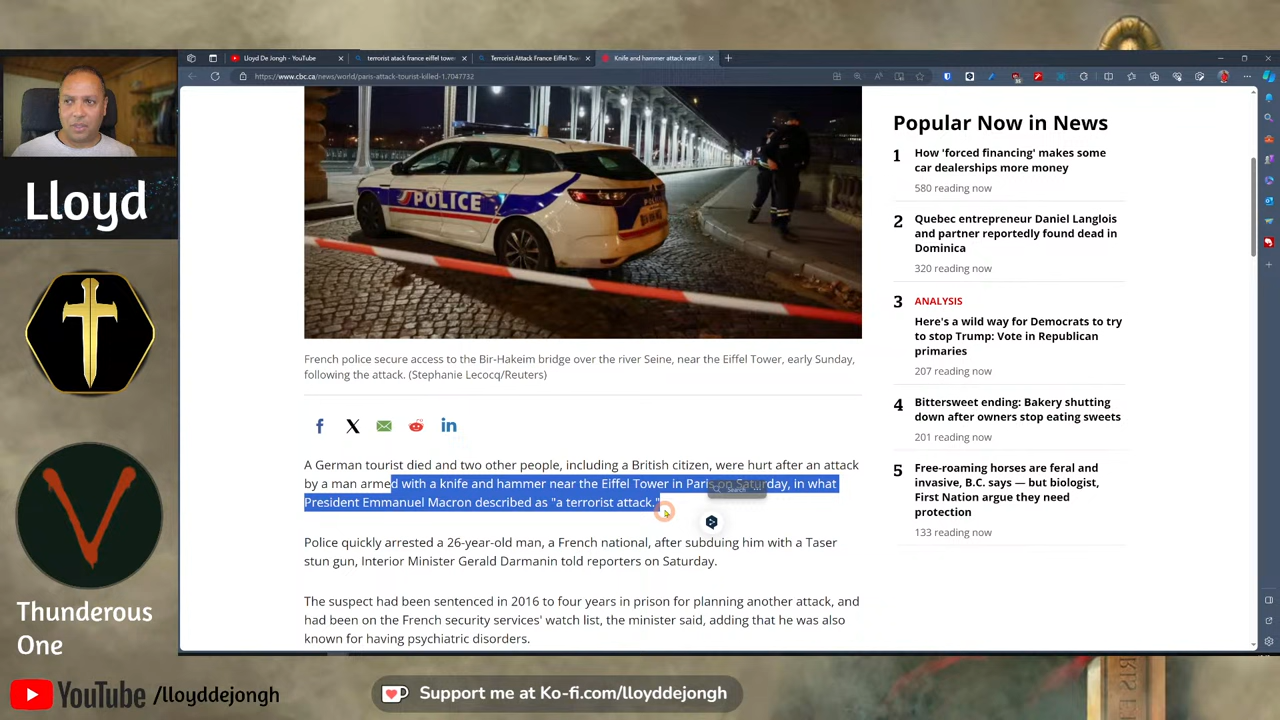 Lloyd De Jongh - YouTube
terrorist atack france eiffel tower
Terrorist Attack France Eiffel Tow
Knife and hammer attack near E
https://www.cbc.ca/news/world/paris-attack-tourist-killed-1.7047732
POLICE
Lloyd
Thunderous
One
French police secure access to the Bir-Hakeim bridge over the river Seine, near the Eiffel Tower, early Sunday,
following the attack. (Stephanie Lecocq/Reuters)
A German tourist died and two other people, including a British citizen, were hurt after an attack
by a man armed with a knife and hammer near the Eiffel Tower in Paris on Saturday, in what
President Emmanuel Macron described as "a terrorist attack."
Search
Police quickly arrested a 26-year-old man, a French national, after subduing him with a Taser
stun gun, Interior Minister Gerald Darmanin told reporters on Saturday.
The suspect had been sentenced in 2016 to four years in prison for planning another attack, and
had been on the French security services' watch list, the minister said, adding that he was also
known for having psychiatric disorders.
Popular Now in News
1
How 'forced financing' makes some
car dealerships more money
580 reading now
2
Quebec entrepreneur Daniel Langlois
and partner reportedly found dead in
Dominica
320 reading now
3
ANALYSIS
Here's a wild way for Democrats to try
to stop Trump: Vote in Republican
primaries
207 reading now
4
Bittersweet ending: Bakery shutting
down after owners stop eating sweets
201 reading now
5
Free-roaming horses are feral and
invasive, B.C. says — but biologist,
First Nation argue they need
protection
133 reading now
YouTube /lloyddejongh
Support me at Ko-fi.com/lloyddejongh